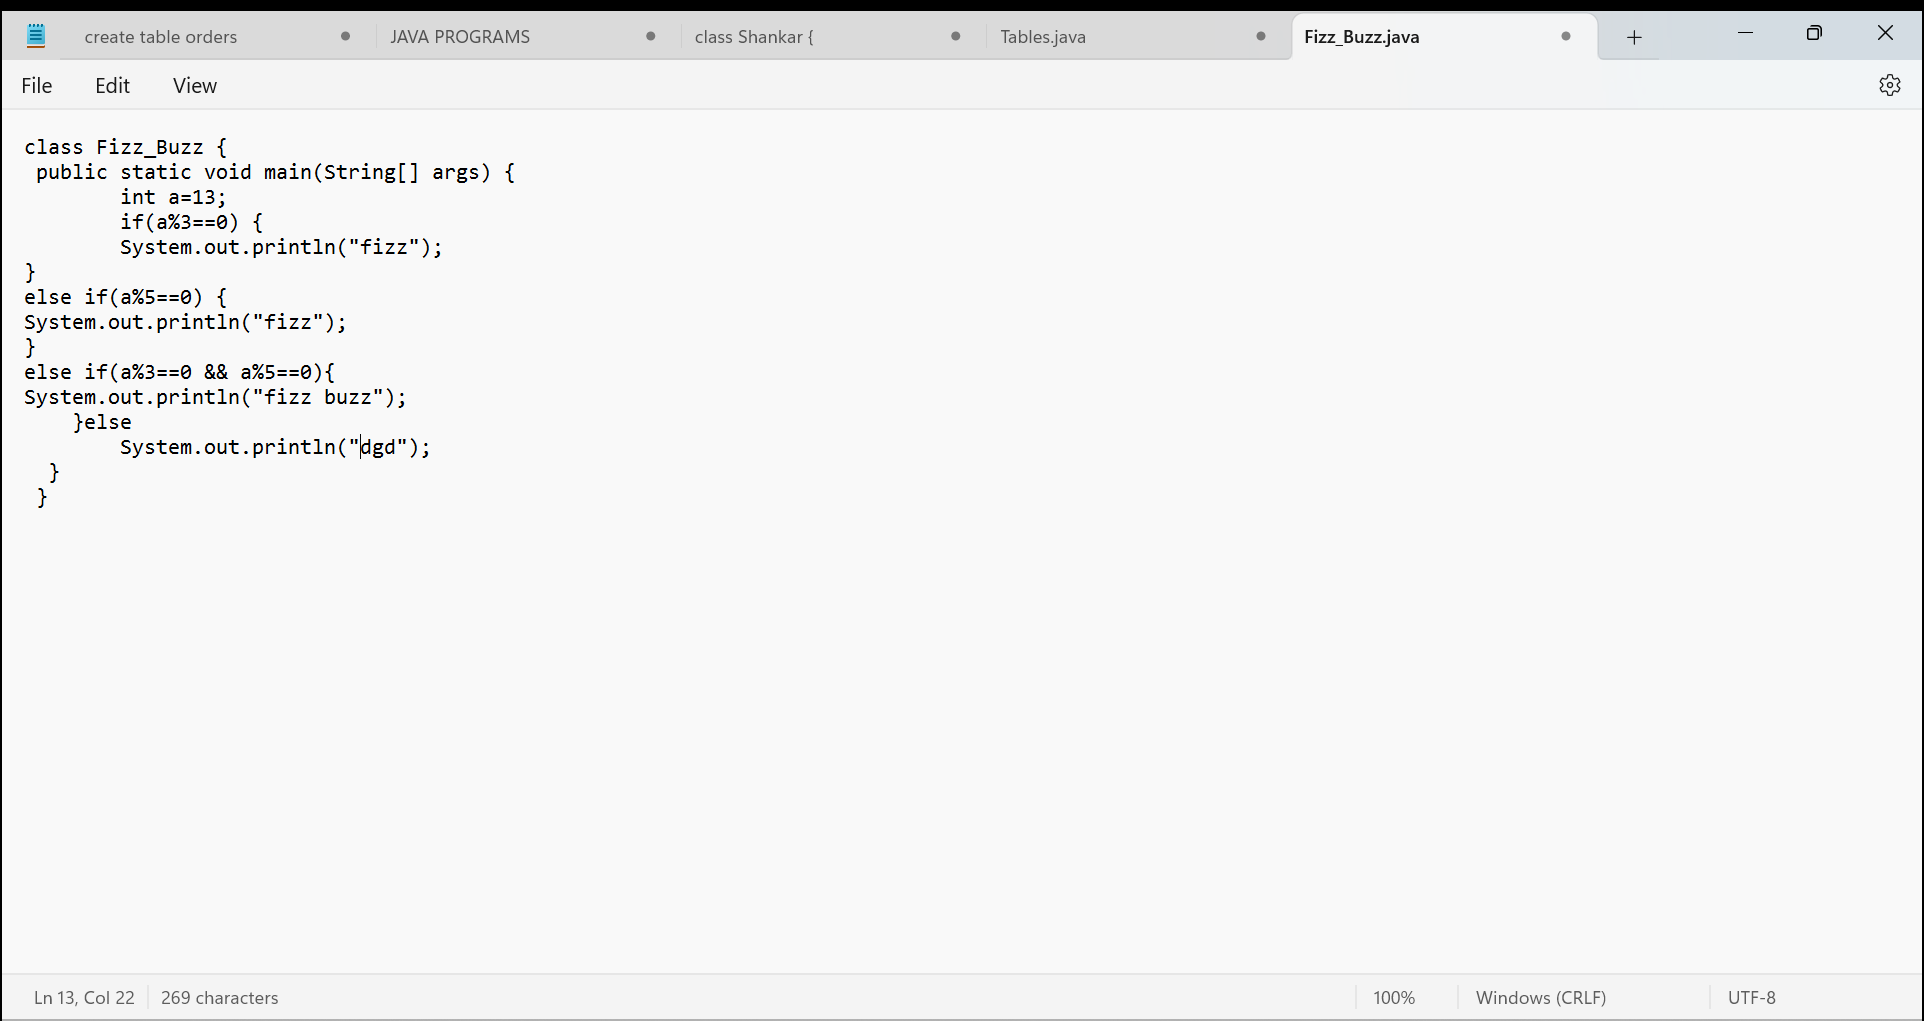 create table orders
JAVA PROGRAMS
class Shankar {
Tables.java
Fizz_Buzz.java
File Edit View
class Fizz_Buzz {
 public static void main(String[] args) {
        int a=13;
        if(a%3==0) {
        System.out.println("fizz");
}
else if(a%5==0) {
System.out.println("fizz");
}
else if(a%3==0 && a%5==0){
System.out.println("fizz buzz");
    }else
        System.out.println("dgd");
  }
 }
Ln 13, Col 22 269 characters 100% Windows (CRLF) UTF-8